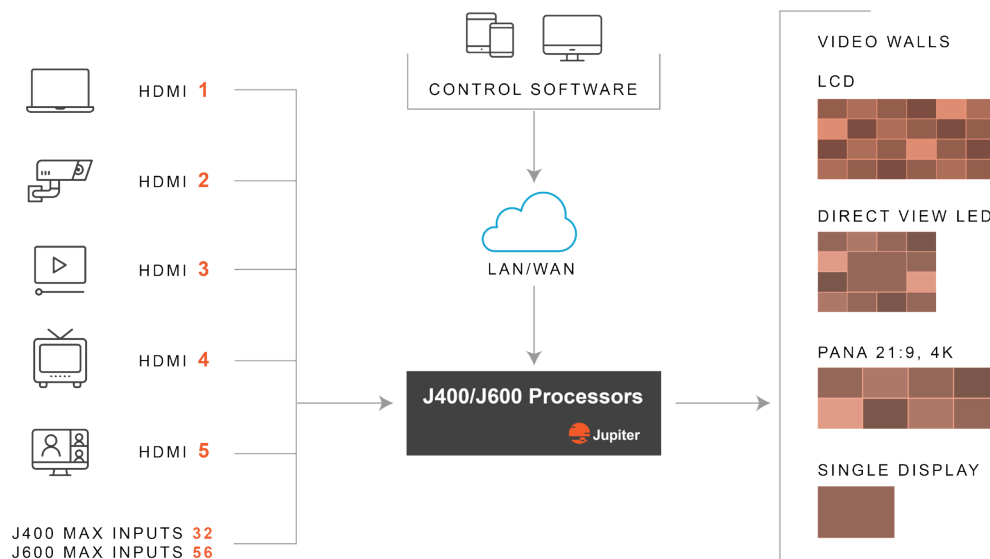 HDMI 1
HDMI 2
HDMI 3
HDMI 4
HDMI 5
J400 MAX INPUTS 32
J600 MAX INPUTS 56
CONTROL SOFTWARE
LAN/WAN
J400/J600 Processors
Jupiter
VIDEO WALLS
LCD
DIRECT VIEW LED
PANA 21:9, 4K
SINGLE DISPLAY